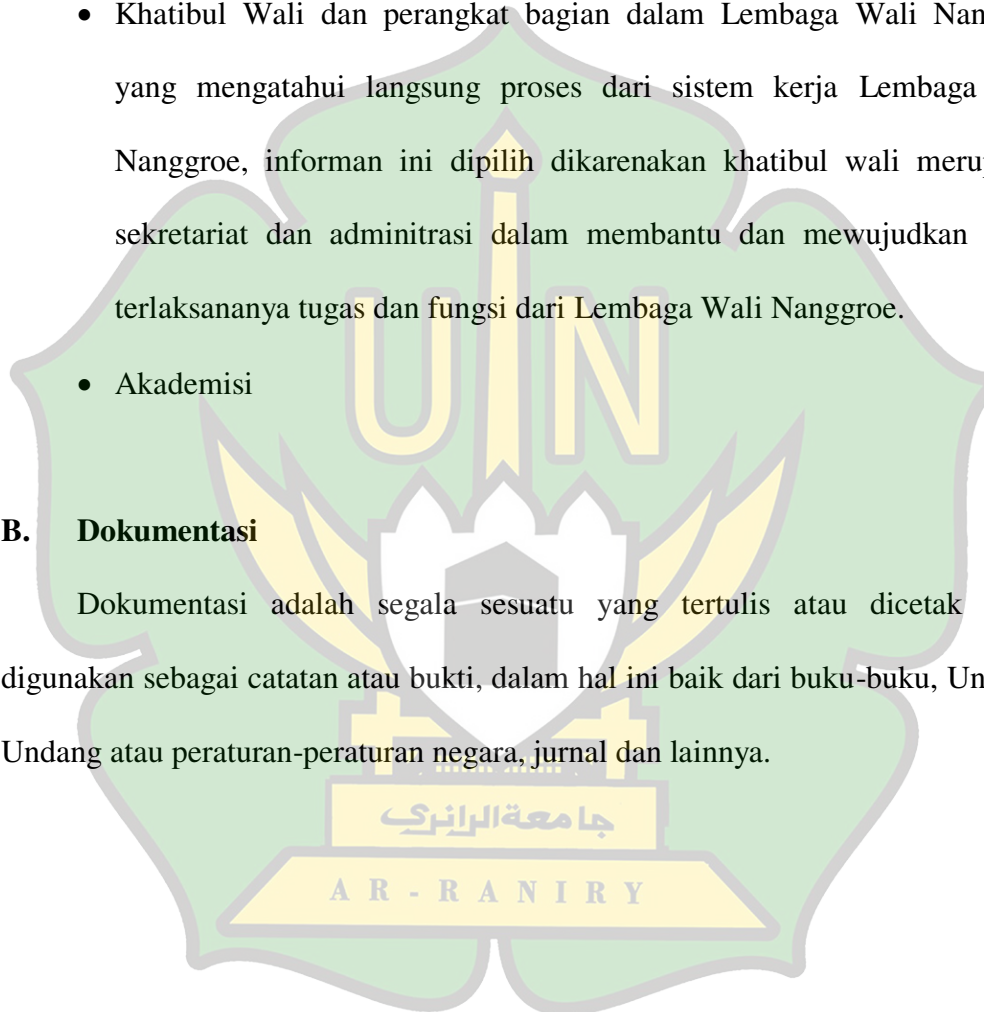 • Khatibul Wali dan perangkat bagian dalam Lembaga Wali Nan
yang mengatahui langsung proses dari sistem kerja Lembaga
Nanggroe, informan ini dipilih dikarenakan khatibul wali meru
sekretariat dan adminitrasi dalam membantu dan mewujudkan
terlaksananya tugas dan fungsi dari Lembaga Wali Nanggroe.
• Akademisi
B. Dokumentasi
Dokumentasi adalah segala sesuatu yang tertulis atau dicetak
digunakan sebagai catatan atau bukti, dalam hal ini baik dari buku-buku, Un
Undang atau peraturan-peraturan negara, jurnal dan lainnya.
UIN
جامعة الرانري
AR-RANIRY